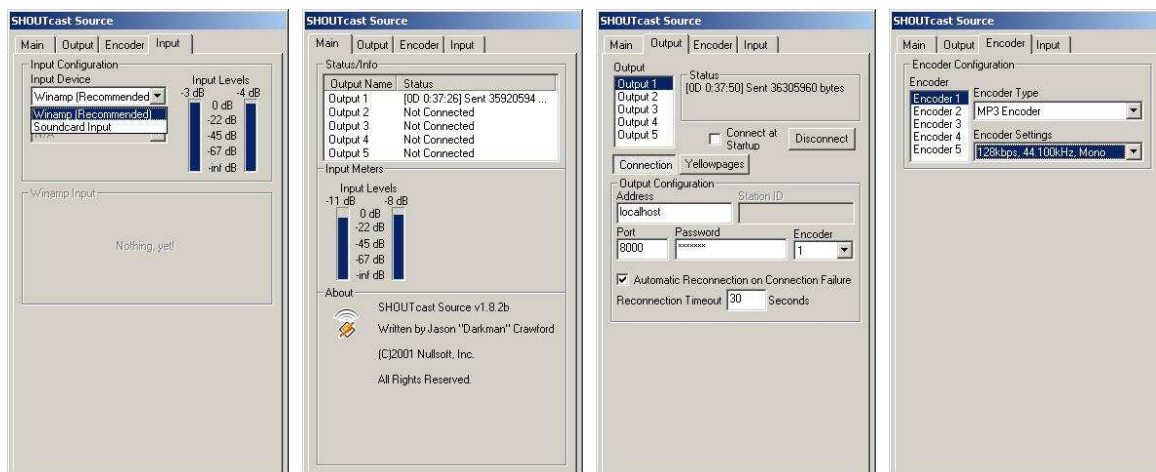 SHOUTcast Source
Main Output Encoder Input
Input Configuration
Input Device
Winamp (Recommended
Winamp (Recommended)
Soundcard Input
N/A
Input Levels
-3 dB -4 dB
0 dB
-22 dB
-45 dB
-67 dB
-inf dB
Winamp Input
Nothing, yet!
SHOUTcast Source
Main Output Encoder Input
Status/Info
Output Name Status
Output 1 [0D 0:37:26] Sent 35920594 ...
Output 2 Not Connected
Output 3 Not Connected
Output 4 Not Connected
Output 5 Not Connected
Input Meters
Input Levels
-11 dB -8 dB
0 dB
-22 dB
-45 dB
-67 dB
-inf dB
About
SHOUTcast Source v1.8.2b
Written by Jason "Darkman" Crawford
(C)2001 Nullsoft, Inc.
All Rights Reserved.
SHOUTcast Source
Main Output Encoder Input
Output
Output 1
Output 2
Output 3
Output 4
Output 5
Status
[0D 0:37:50] Sent 36305960 bytes
Connect at
Startup
Disconnect
Connection Yellowpages
Output Configuration
Address Station ID
localhost
Port Password Encoder
8000 ******* 1
Automatic Reconnection on Connection Failure
Reconnection Timeout 30 Seconds
SHOUTcast Source
Main Output Encoder Input
Encoder Configuration
Encoder
Encoder 1
Encoder 2
Encoder 3
Encoder 4
Encoder 5
Encoder Type
MP3 Encoder
Encoder Settings
128kbps, 44.100kHz, Mono